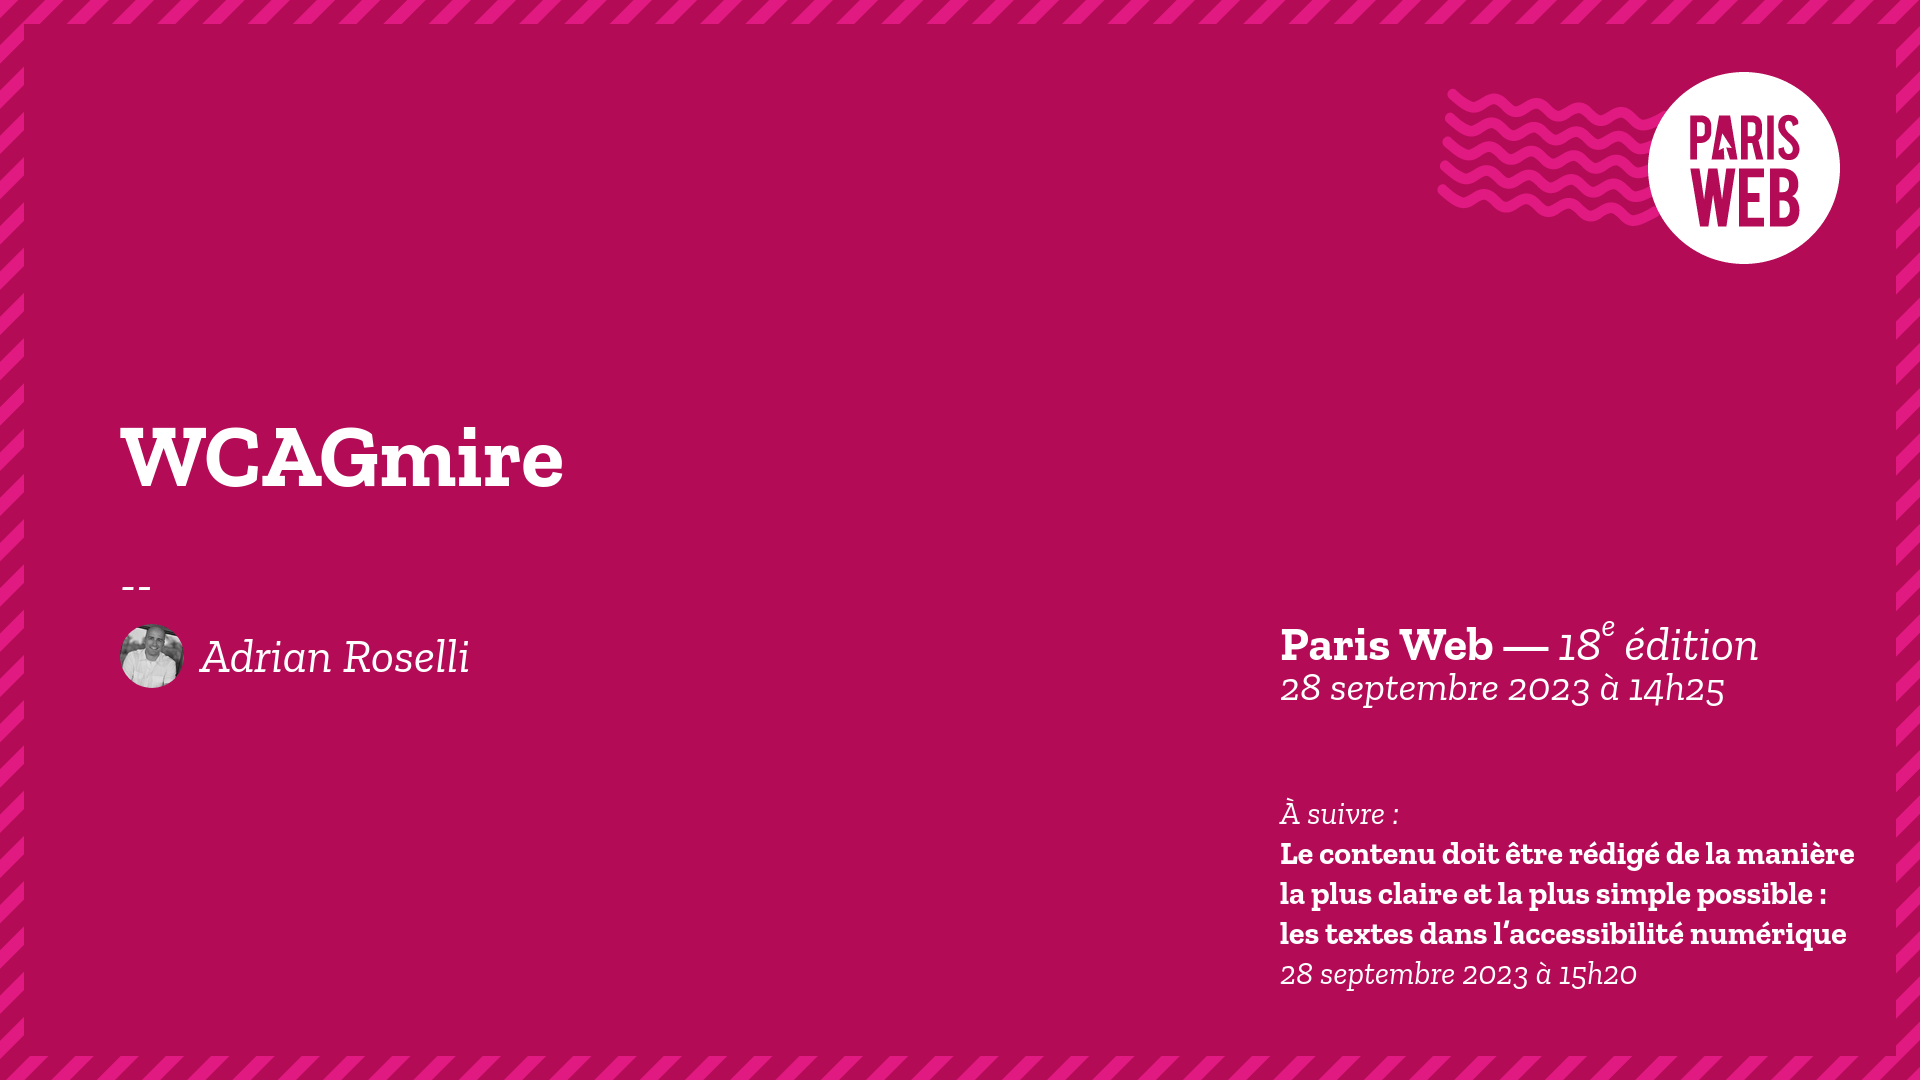 PARIS
WEB
WCAGmire
--
Adrian Roselli
Paris Web — 18e édition
28 septembre 2023 à 14h25
À suivre :
Le contenu doit être rédigé de la manière
la plus claire et la plus simple possible :
les textes dans l’accessibilité numérique
28 septembre 2023 à 15h20